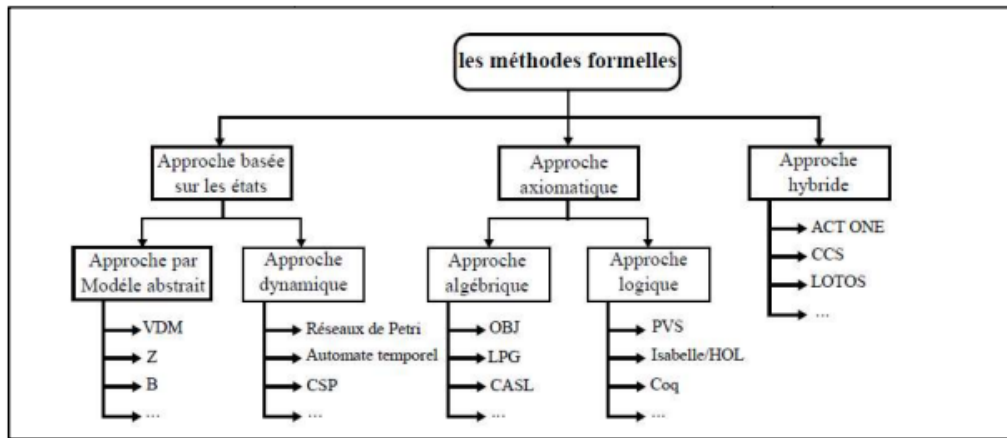 les méthodes formelles
Approche basée
sur les états
Approche
axiomatique
Approche
hybride
ACT ONE
CCS
LOTOS
...
Approche par
Modéle abstrait
Approche
dynamique
Approche
algébrique
Approche
logique
VDM
Z
B
...
Réseaux de Petri
Automate temporel
CSP
...
OBJ
LPG
CASL
...
PVS
Isabelle/HOL
Coq
...